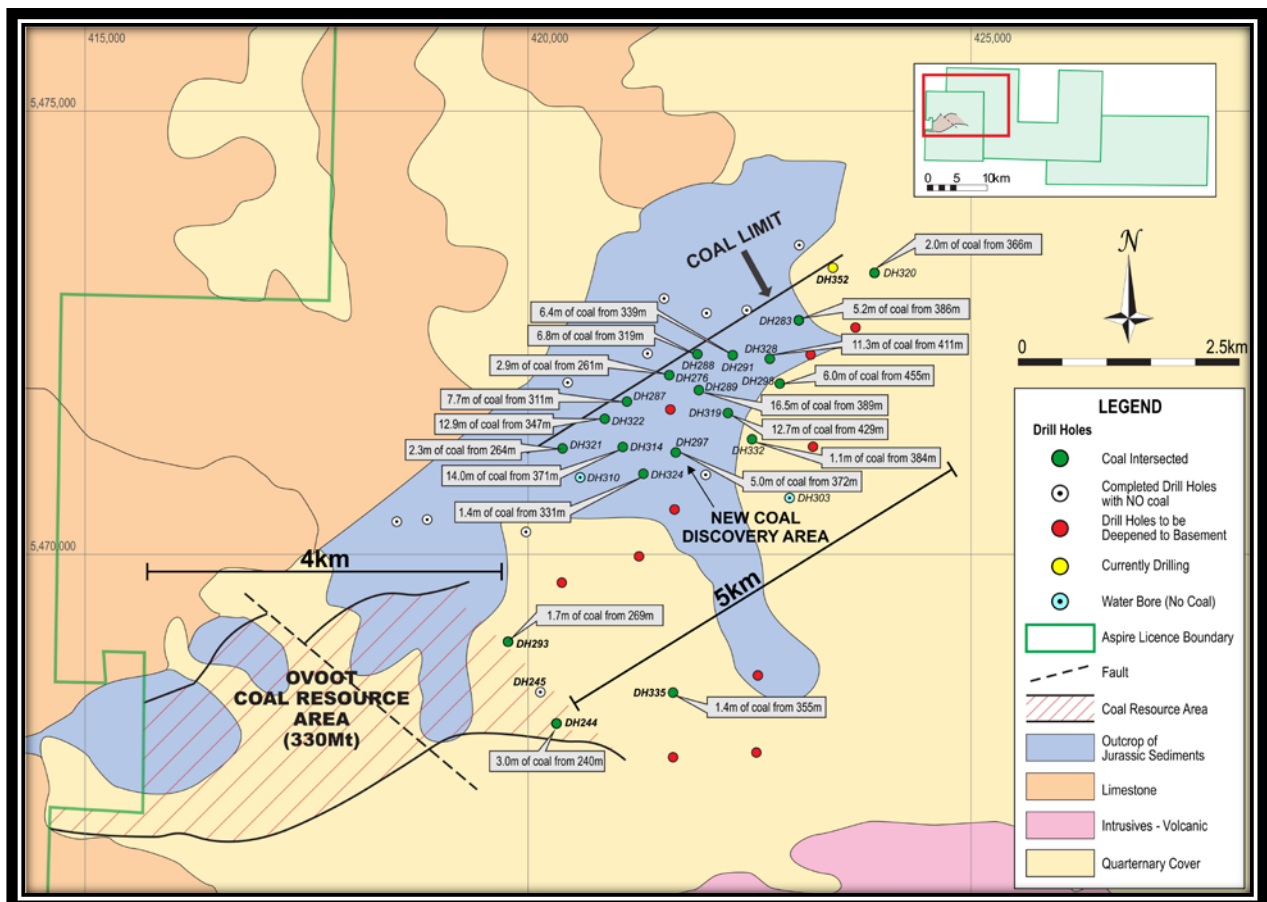 415,000
420,000
425,000
5,475,000
5,470,000
0 5 10km
N
0 2.5km
COAL LIMIT
DH352
2.0m of coal from 366m
DH320
6.4m of coal from 339m
DH283
5.2m of coal from 386m
6.8m of coal from 319m
DH288
DH291
DH328
11.3m of coal from 411m
2.9m of coal from 261m
DH276
DH289
DH298
6.0m of coal from 455m
7.7m of coal from 311m
DH287
16.5m of coal from 389m
12.9m of coal from 347m
DH322
DH319
12.7m of coal from 429m
2.3m of coal from 264m
DH321
DH314
DH297
DH332
1.1m of coal from 384m
14.0m of coal from 371m
DH310
DH324
5.0m of coal from 372m
DH303
1.4m of coal from 331m
NEW COAL
DISCOVERY AREA
4km
5km
1.7m of coal from 269m
DH293
OVOOT
COAL RESOURCE
AREA
(330Mt)
DH245
DH335
1.4m of coal from 355m
DH244
3.0m of coal from 240m
LEGEND
Drill Holes
Coal Intersected
Completed Drill Holes
with NO coal
Drill Holes to be
Deepened to Basement
Currently Drilling
Water Bore (No Coal)
Aspire Licence Boundary
Fault
Coal Resource Area
Outcrop of
Jurassic Sediments
Limestone
Intrusives - Volcanic
Quarternary Cover